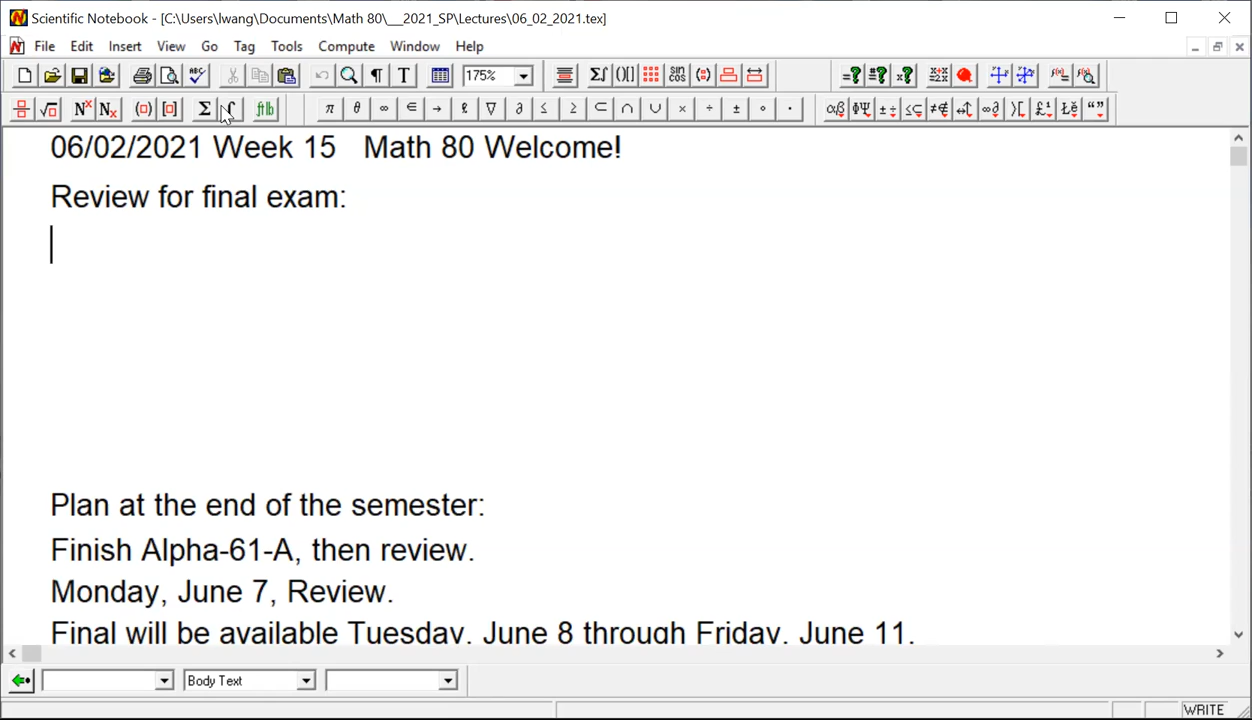 Scientific Notebook - [C:\Users\lwang\Documents\Math 80\__2021_SP\Lectures\06_02_2021.tex]
File Edit Insert View Go Tag Tools Compute Window Help
175%
06/02/2021 Week 15 Math 80 Welcome!
Review for final exam:
Plan at the end of the semester:
Finish Alpha-61-A, then review.
Monday, June 7, Review.
Final will be available Tuesday, June 8 through Friday, June 11.
Body Text
WRITE